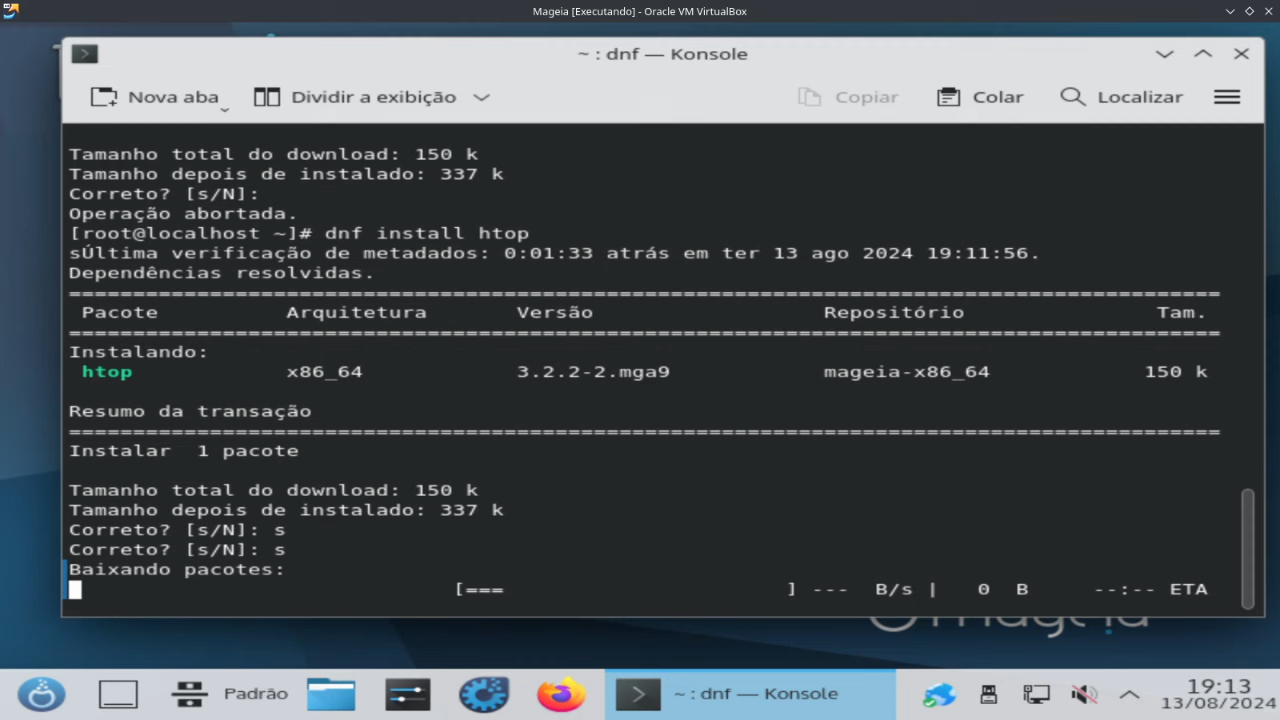 Mageia [Executando] - Oracle VM VirtualBox
~ : dnf — Konsole
Nova aba
Dividir a exibição
Copiar
Colar
Localizar
Tamanho total do download: 150 k
Tamanho depois de instalado: 337 k
Correto? [s/N]:
Operação abortada.
[root@localhost ~]# dnf install htop
sÚltima verificação de metadados: 0:01:33 atrás em ter 13 ago 2024 19:11:56.
Dependências resolvidas.
==========================================================================================
Pacote Arquitetura Versão Repositório Tam.
==========================================================================================
Instalando:
htop x86_64 3.2.2-2.mga9 mageia-x86_64 150 k
Resumo da transação
==========================================================================================
Instalar  1 pacote
Tamanho total do download: 150 k
Tamanho depois de instalado: 337 k
Correto? [s/N]: s
Correto? [s/N]: s
Baixando pacotes:
[===                      ] ---  B/s |   0  B     --:-- ETA
mageia
Padrão
~ : dnf — Konsole
19:13
13/08/2024